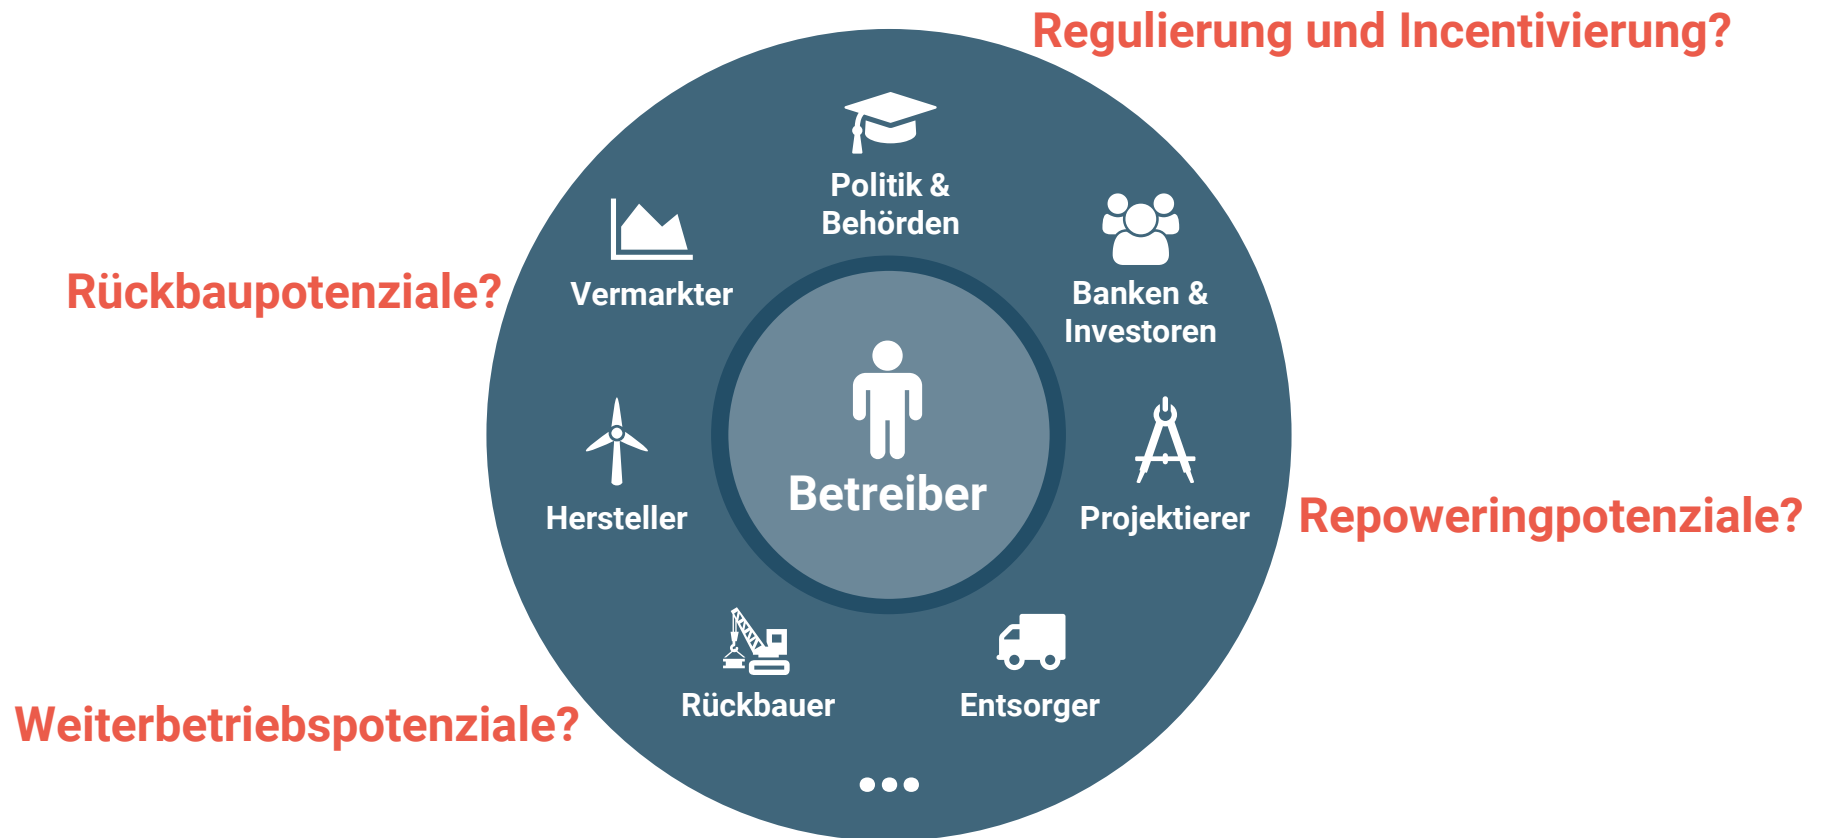 Regulierung und Incentivierung?
Politik &
Behörden
Vermarkter
Banken &
Investoren
Rückbaupotenziale?
Betreiber
Hersteller
Projektierer
Repoweringpotenziale?
Rückbauer
Entsorger
Weiterbetriebspotenziale?
...